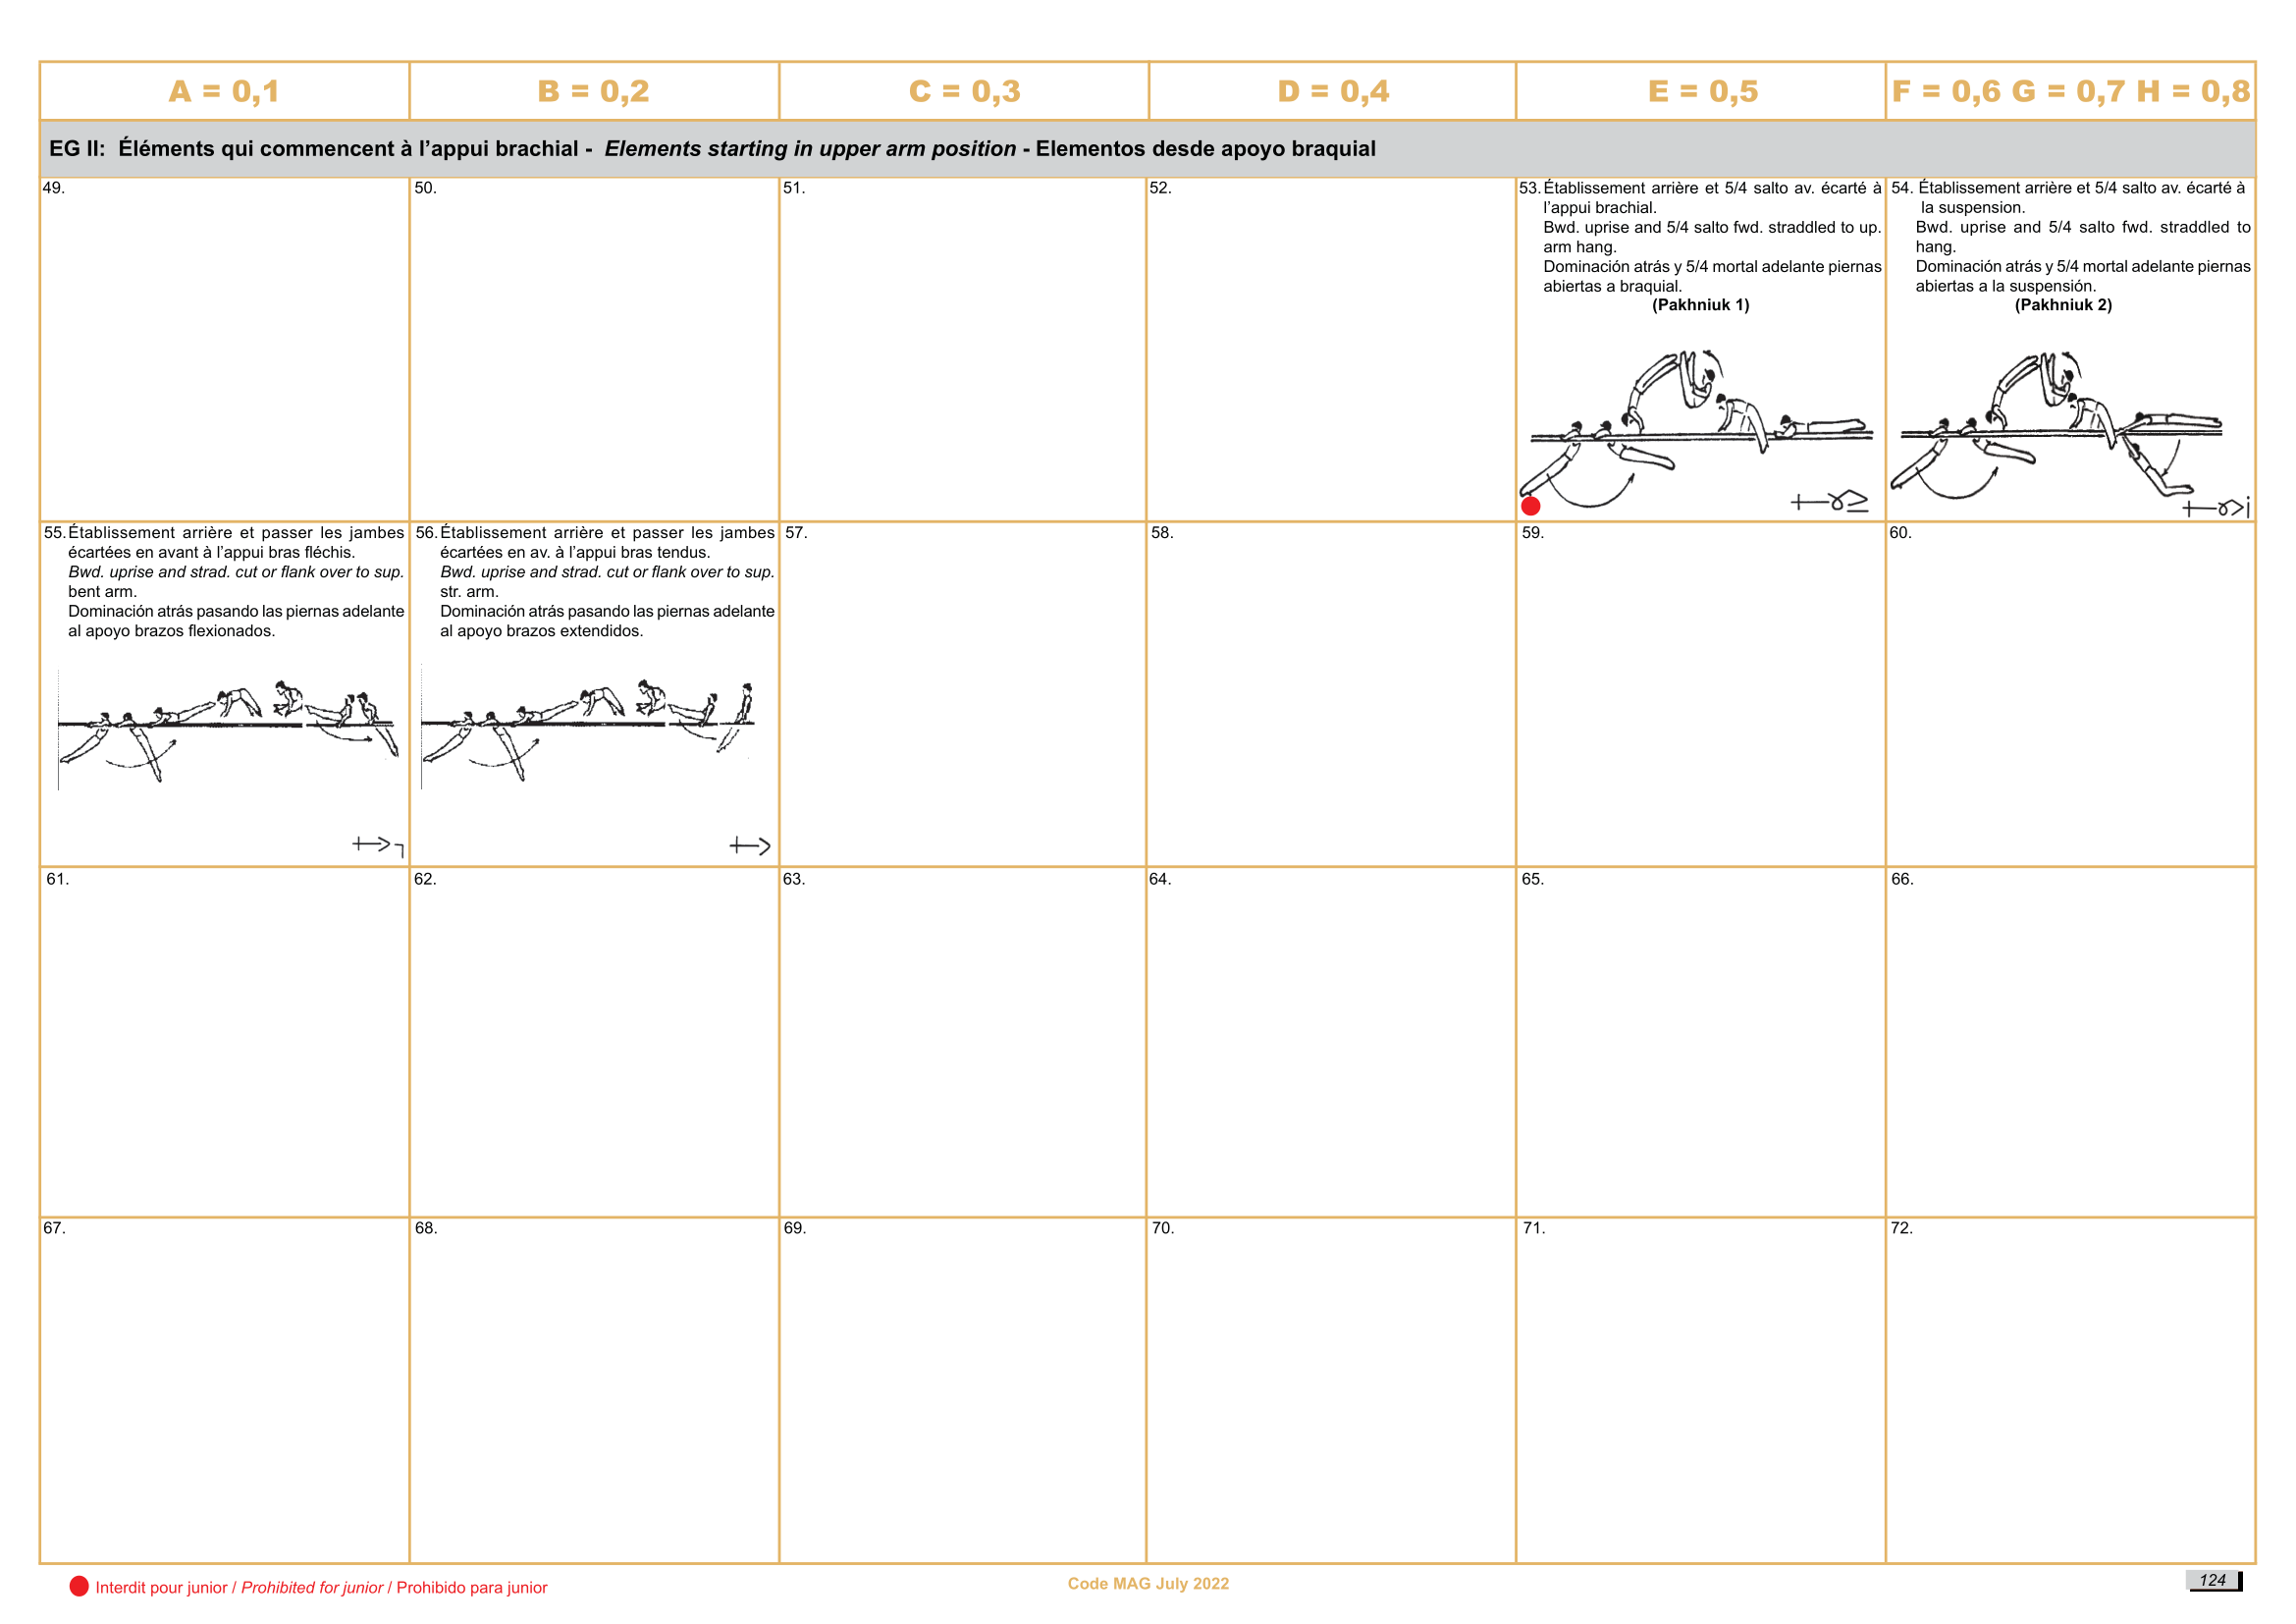 A = 0,1
B = 0,2
C = 0,3
D = 0,4
E = 0,5
F = 0,6 G = 0,7 H = 0,8
EG II: Éléments qui commencent à l’appui brachial - Elements starting in upper arm position - Elementos desde apoyo braquial
49.
50.
51.
52.
53. Établissement arrière et 5/4 salto av. écarté à
l’appui brachial.
Bwd. uprise and 5/4 salto fwd. straddled to up.
arm hang.
Dominación atrás y 5/4 mortal adelante piernas
abiertas a braquial.
(Pakhniuk 1)
54. Établissement arrière et 5/4 salto av. écarté à
la suspension.
Bwd. uprise and 5/4 salto fwd. straddled to
hang.
Dominación atrás y 5/4 mortal adelante piernas
abiertas a la suspensión.
(Pakhniuk 2)
55. Établissement arrière et passer les jambes
écartées en avant à l’appui bras fléchis.
Bwd. uprise and strad. cut or flank over to sup.
bent arm.
Dominación atrás pasando las piernas adelante
al apoyo brazos flexionados.
56. Établissement arrière et passer les jambes
écartées en av. à l’appui bras tendus.
Bwd. uprise and strad. cut or flank over to sup.
str. arm.
Dominación atrás pasando las piernas adelante
al apoyo brazos extendidos.
57.
58.
59.
60.
61.
62.
63.
64.
65.
66.
67.
68.
69.
70.
71.
72.
Interdit pour junior / Prohibited for junior / Prohibido para junior
Code MAG July 2022
124